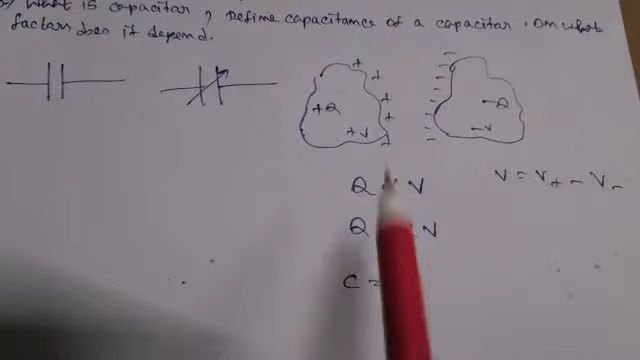 What is capacitor, Define capacitance of a capacitor. On what
factors does it depend.
+ +
+Q + +
+V +
- - - - - - -
-Q
-V
Q V
V = V+ - V-
Q V
C =